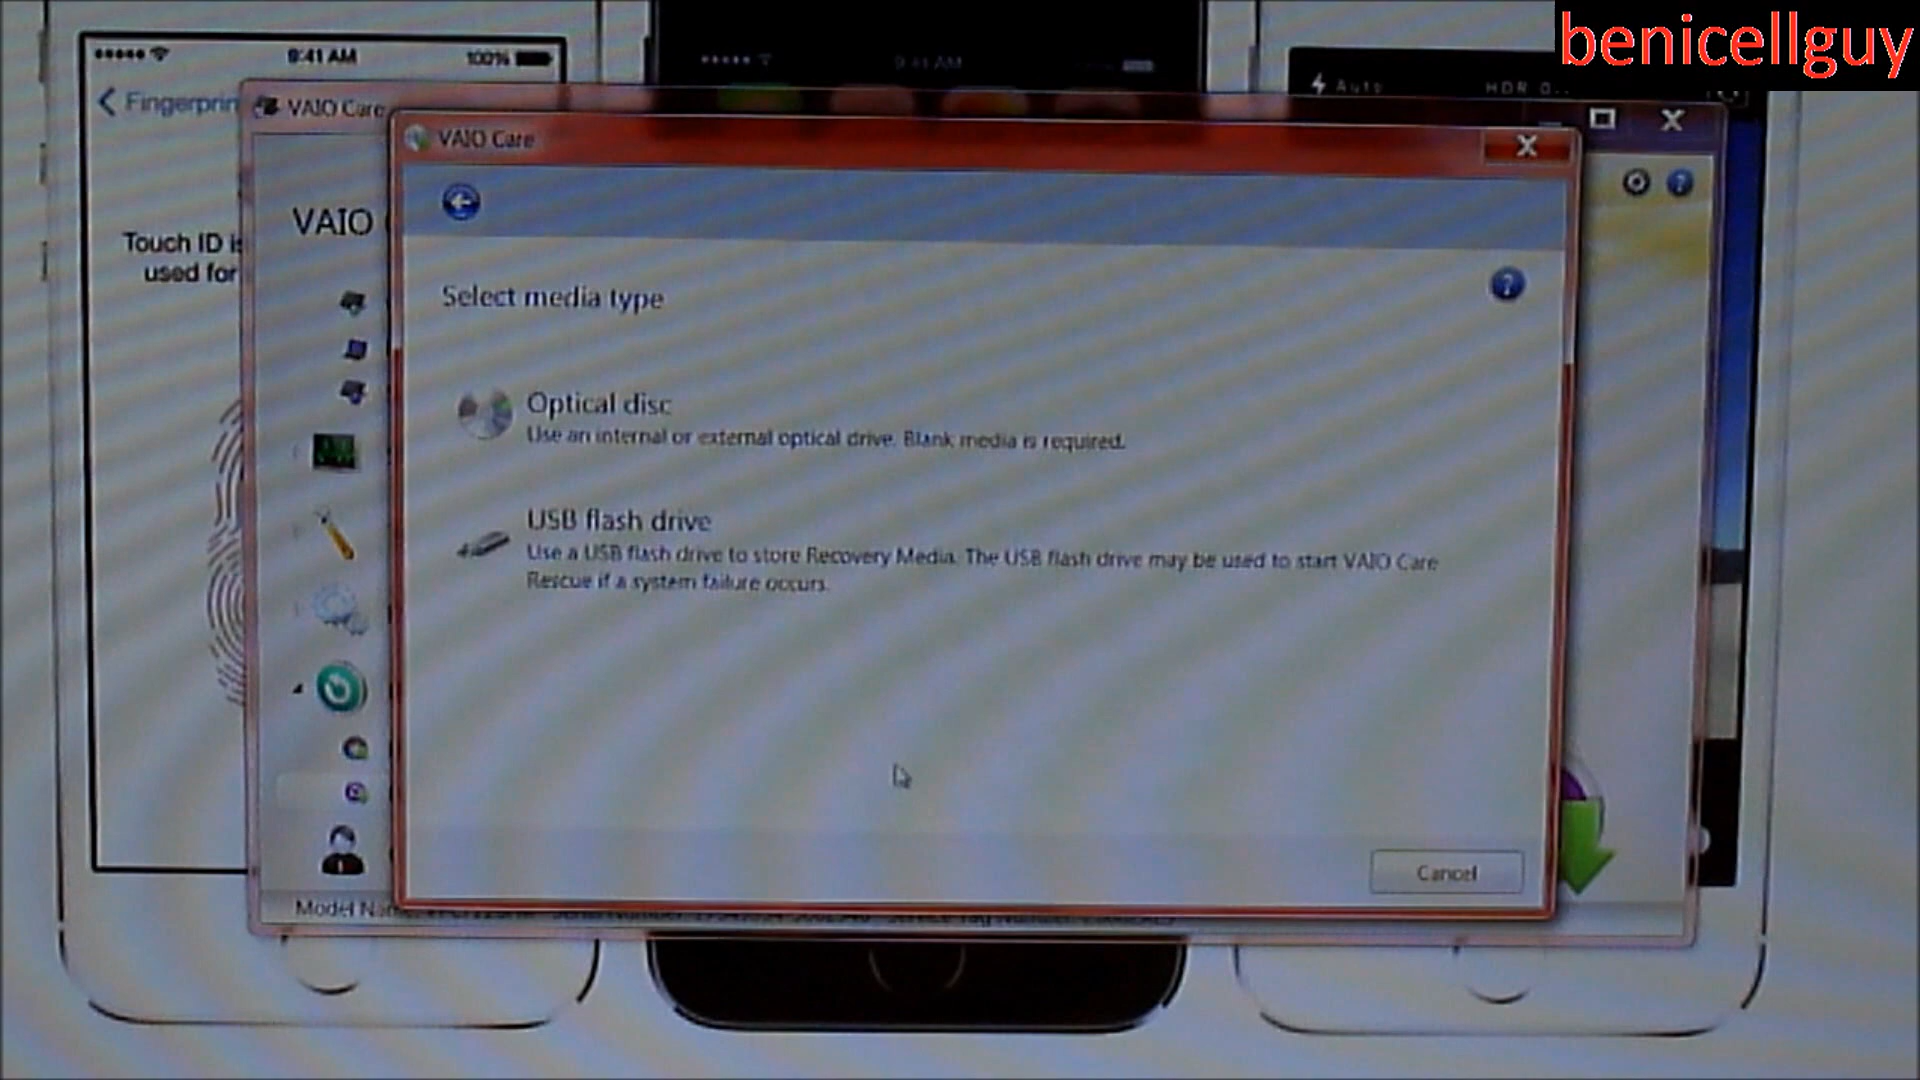 benicellguy
9:41 AM
100%
Auto
HDR
VAIO Care
VAIO Care
VAIO
Touch ID is
used for
Select media type
Optical disc
Use an internal or external optical drive. Blank media is required.
USB flash drive
Use a USB flash drive to store Recovery Media. The USB flash drive may be used to start VAIO Care
Rescue if a system failure occurs.
Cancel